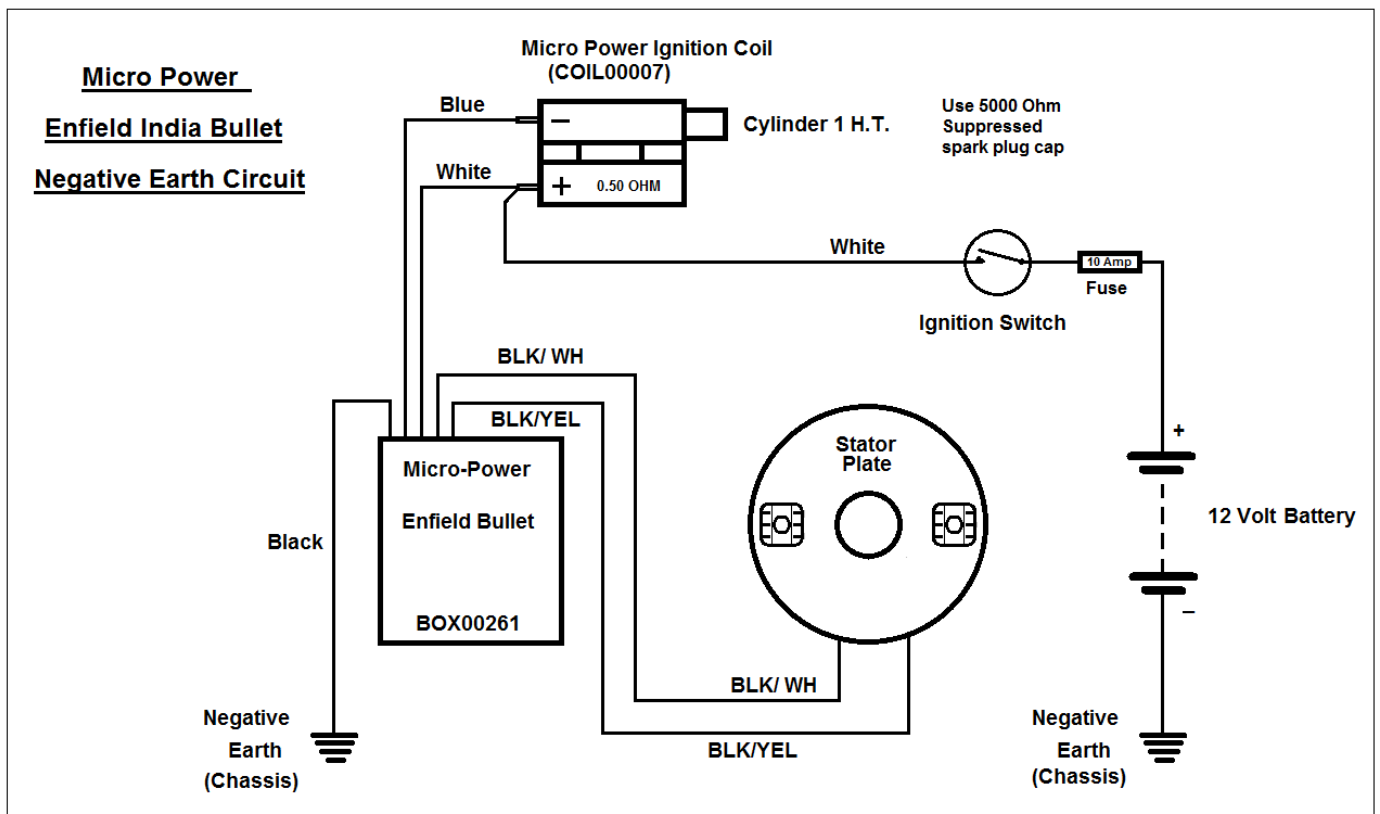 Micro Power
Enfield India Bullet
Negative Earth Circuit
Micro Power Ignition Coil
(COIL00007)
Blue
–
Cylinder 1 H.T.
Use 5000 Ohm
Suppressed
spark plug cap
White
+ 0.50 OHM
White
10 Amp
Fuse
Ignition Switch
BLK/ WH
BLK/YEL
Micro-Power
Enfield Bullet
BOX00261
Black
Stator
Plate
+
12 Volt Battery
–
BLK/ WH
BLK/YEL
Negative
Earth
(Chassis)
Negative
Earth
(Chassis)